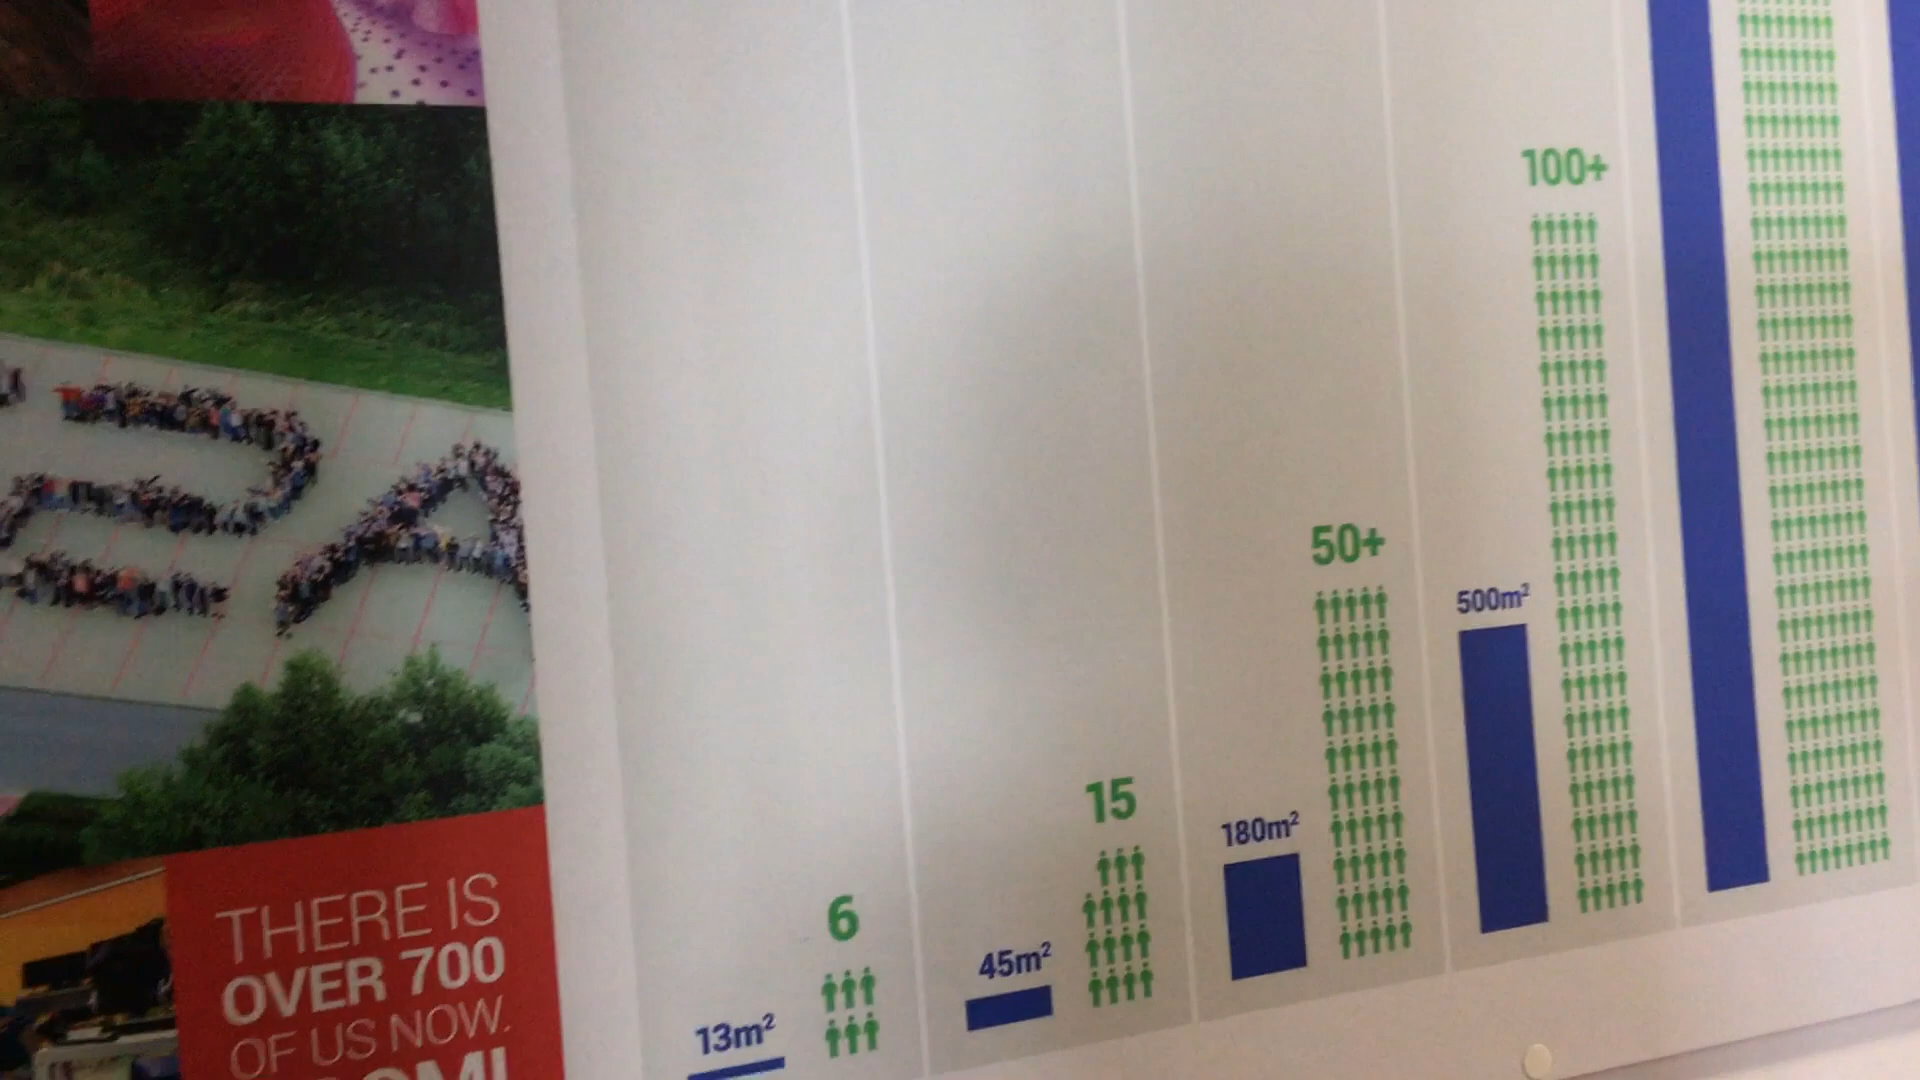 THERE IS
OVER 700
OF US NOW.
13m²
6
45m²
15
180m²
50+
500m²
100+